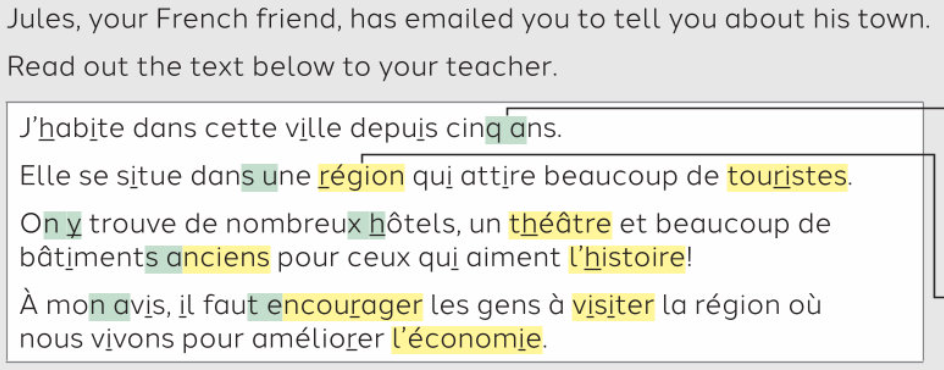 Jules, your French friend, has emailed you to tell you about his town.
Read out the text below to your teacher.
J'habite dans cette ville depuis cinq ans.
Elle se situe dans une région qui attire beaucoup de touristes.
On y trouve de nombreux hôtels, un théâtre et beaucoup de
bâtiments anciens pour ceux qui aiment l'histoire!
À mon avis, il faut encourager les gens à visiter la région où
nous vivons pour améliorer l'économie.